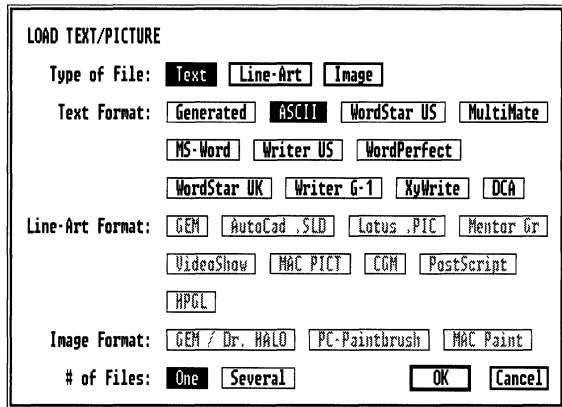 LOAD TEXT/PICTURE
Type of File: Text Line-Art Image
Text Format: Generated ASCII WordStar US MultiMate
MS-Word Writer US WordPerfect
WordStar UK Writer G-1 XyWrite DCA
Line-Art Format: GEM AutoCad .SLD Lotus .PIC Mentor Gr
VideoShow MAC PICT CGM PostScript
HPGL
Image Format: GEM / Dr. HALO PC-Paintbrush MAC Paint
# of Files: One Several OK Cancel